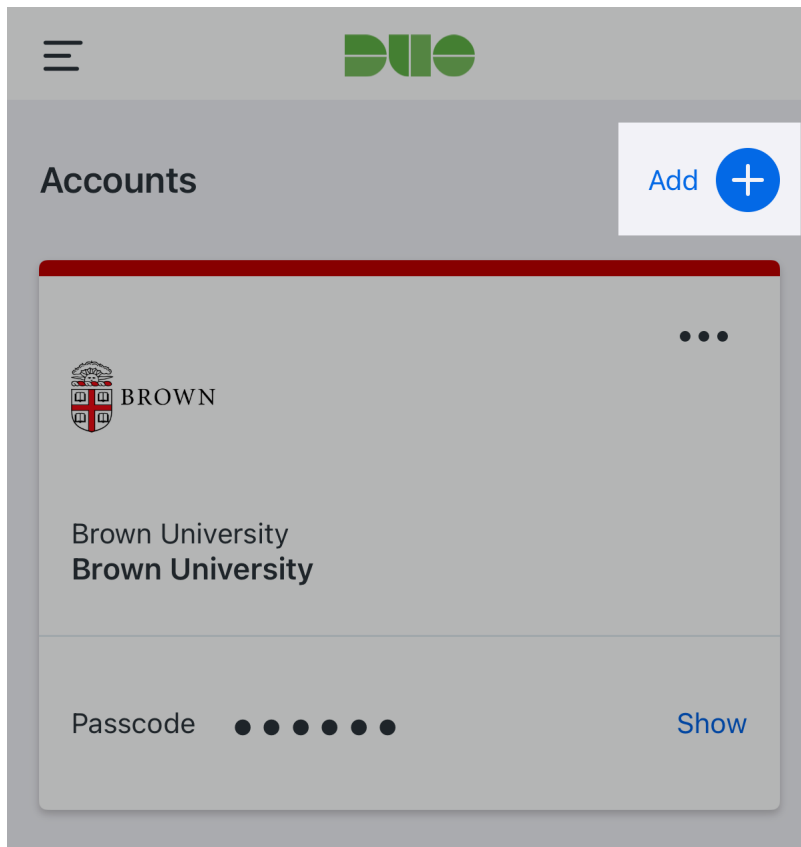 DUO
Accounts
Add
BROWN
Brown University
Brown University
Passcode
Show